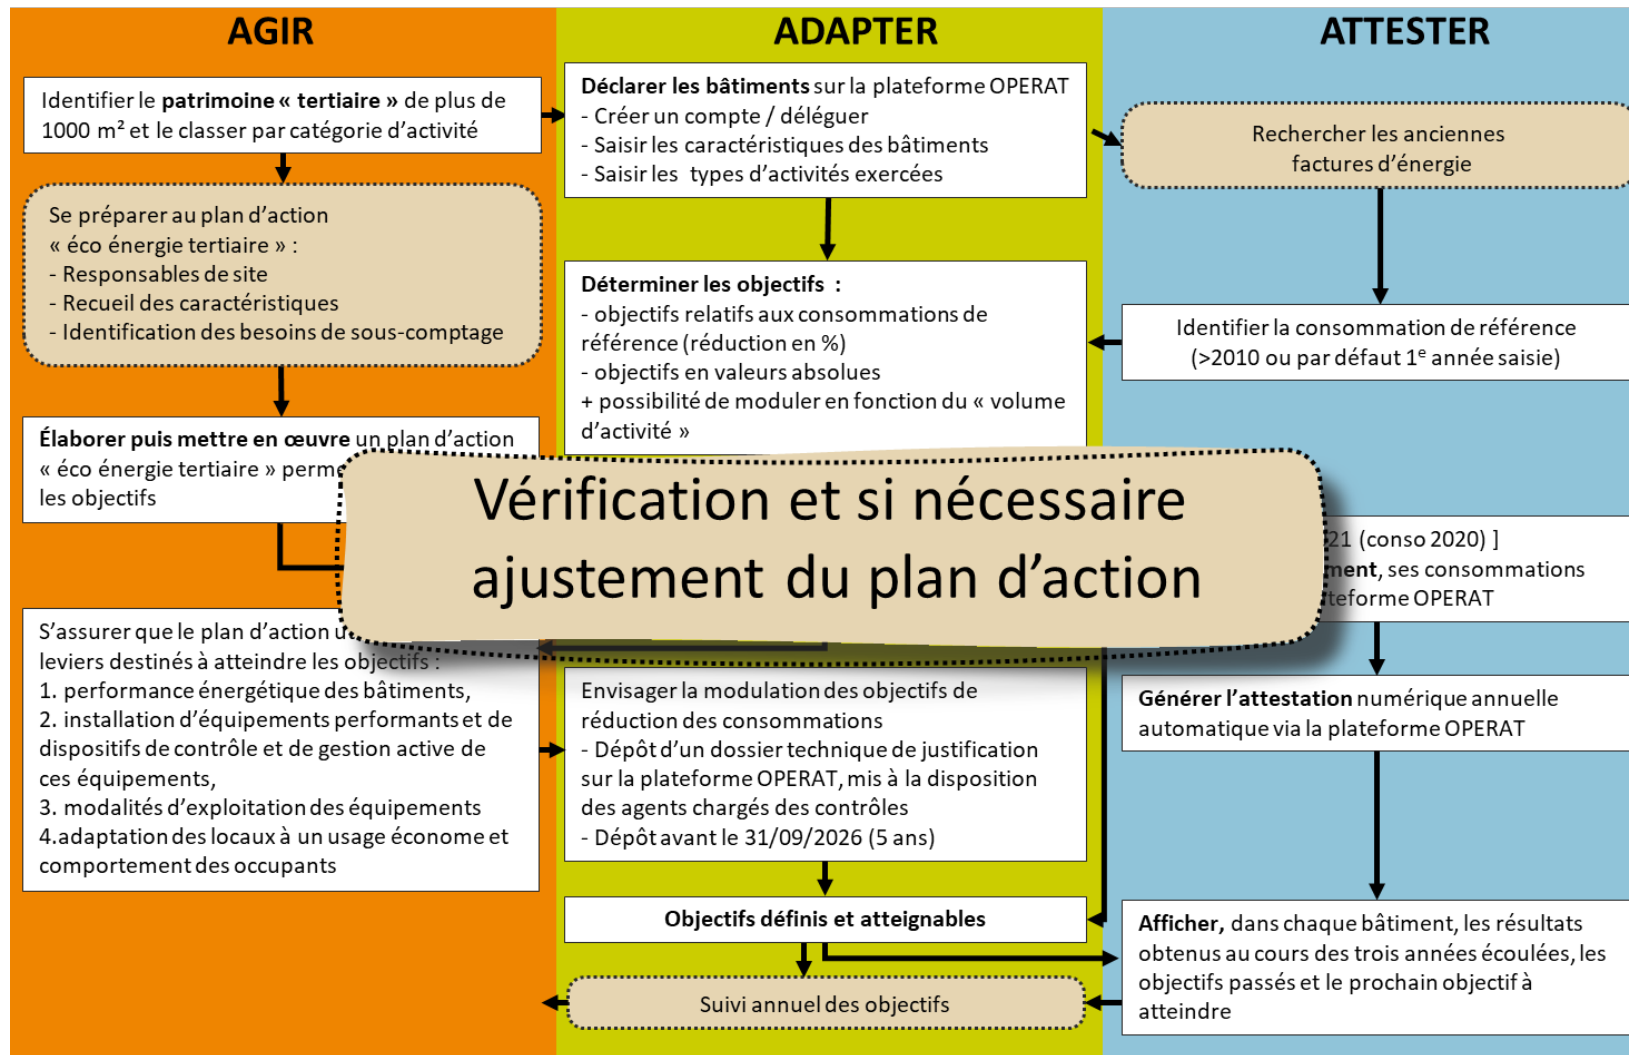 AGIR
Identifier le patrimoine « tertiaire » de plus de
1000 m² et le classer par catégorie d’activité
Se préparer au plan d’action
« éco énergie tertiaire » :
- Responsables de site
- Recueil des caractéristiques
- Identification des besoins de sous-comptage
Élaborer puis mettre en œuvre un plan d’action
« éco énergie tertiaire »
les objectifs
S’assurer que le plan d’action
leviers destinés à atteindre les objectifs :
1. performance énergétique des bâtiments,
2. installation d’équipements performants et de
dispositifs de contrôle et de gestion active de
ces équipements,
3. modalités d’exploitation des équipements
4.adaptation des locaux à un usage économe et
comportement des occupants
ADAPTER
Déclarer les bâtiments sur la plateforme OPERAT
- Créer un compte / déléguer
- Saisir les caractéristiques des bâtiments
- Saisir les types d’activités exercées
Déterminer les objectifs :
- objectifs relatifs aux consommations de
référence (réduction en %)
- objectifs en valeurs absolues
+ possibilité de moduler en fonction du « volume
d’activité »
Vérification et si nécessaire
ajustement du plan d’action
Envisager la modulation des objectifs de
réduction des consommations
- Dépôt d’un dossier technique de justification
sur la plateforme OPERAT, mis à la disposition
des agents chargés des contrôles
- Dépôt avant le 31/09/2026 (5 ans)
Objectifs définis et atteignables
Suivi annuel des objectifs
ATTESTER
Rechercher les anciennes
factures d’énergie
Identifier la consommation de référence
(>2010 ou par défaut 1e année saisie)
(conso 2020) ]
, ses consommations
OPERAT
Générer l’attestation numérique annuelle
automatique via la plateforme OPERAT
Afficher, dans chaque bâtiment, les résultats
obtenus au cours des trois années écoulées, les
objectifs passés et le prochain objectif à
atteindre